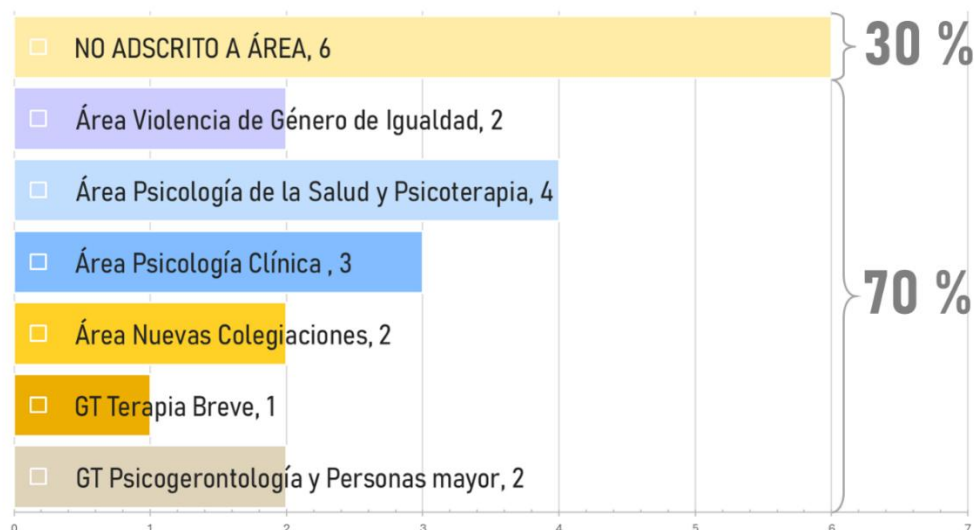 NO ADSCRITO A ÁREA, 6
30 %
Área Violencia de Género de Igualdad, 2
Área Psicología de la Salud y Psicoterapia, 4
Área Psicología Clínica , 3
70 %
Área Nuevas Colegiaciones, 2
GT Terapia Breve, 1
GT Psicogerontología y Personas mayor, 2
0 1 2 3 4 5 6 7